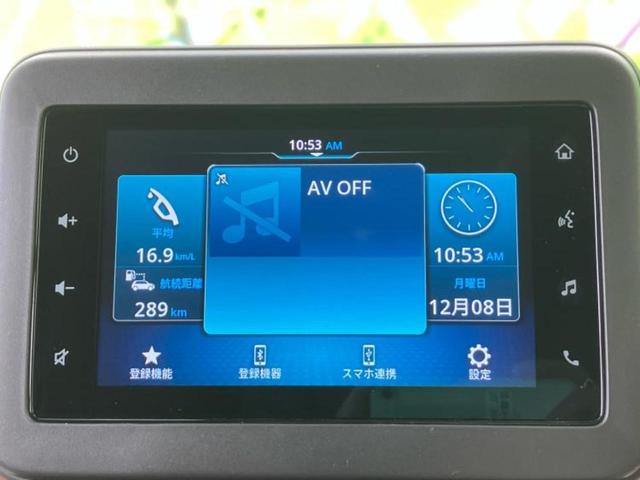 10:53 AM
AV OFF
平均
16.9 km/L
航続距離
289 km
10:53 AM
月曜日
12月08日
登録機能
登録機器
スマホ連携
設定